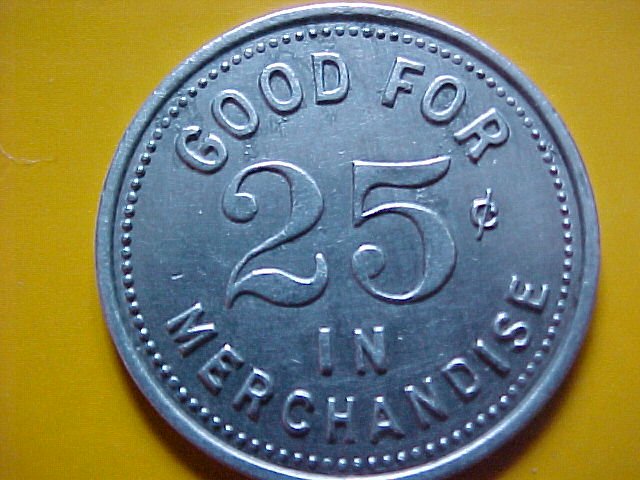 GOOD FOR
25¢
IN
MERCHANDISE